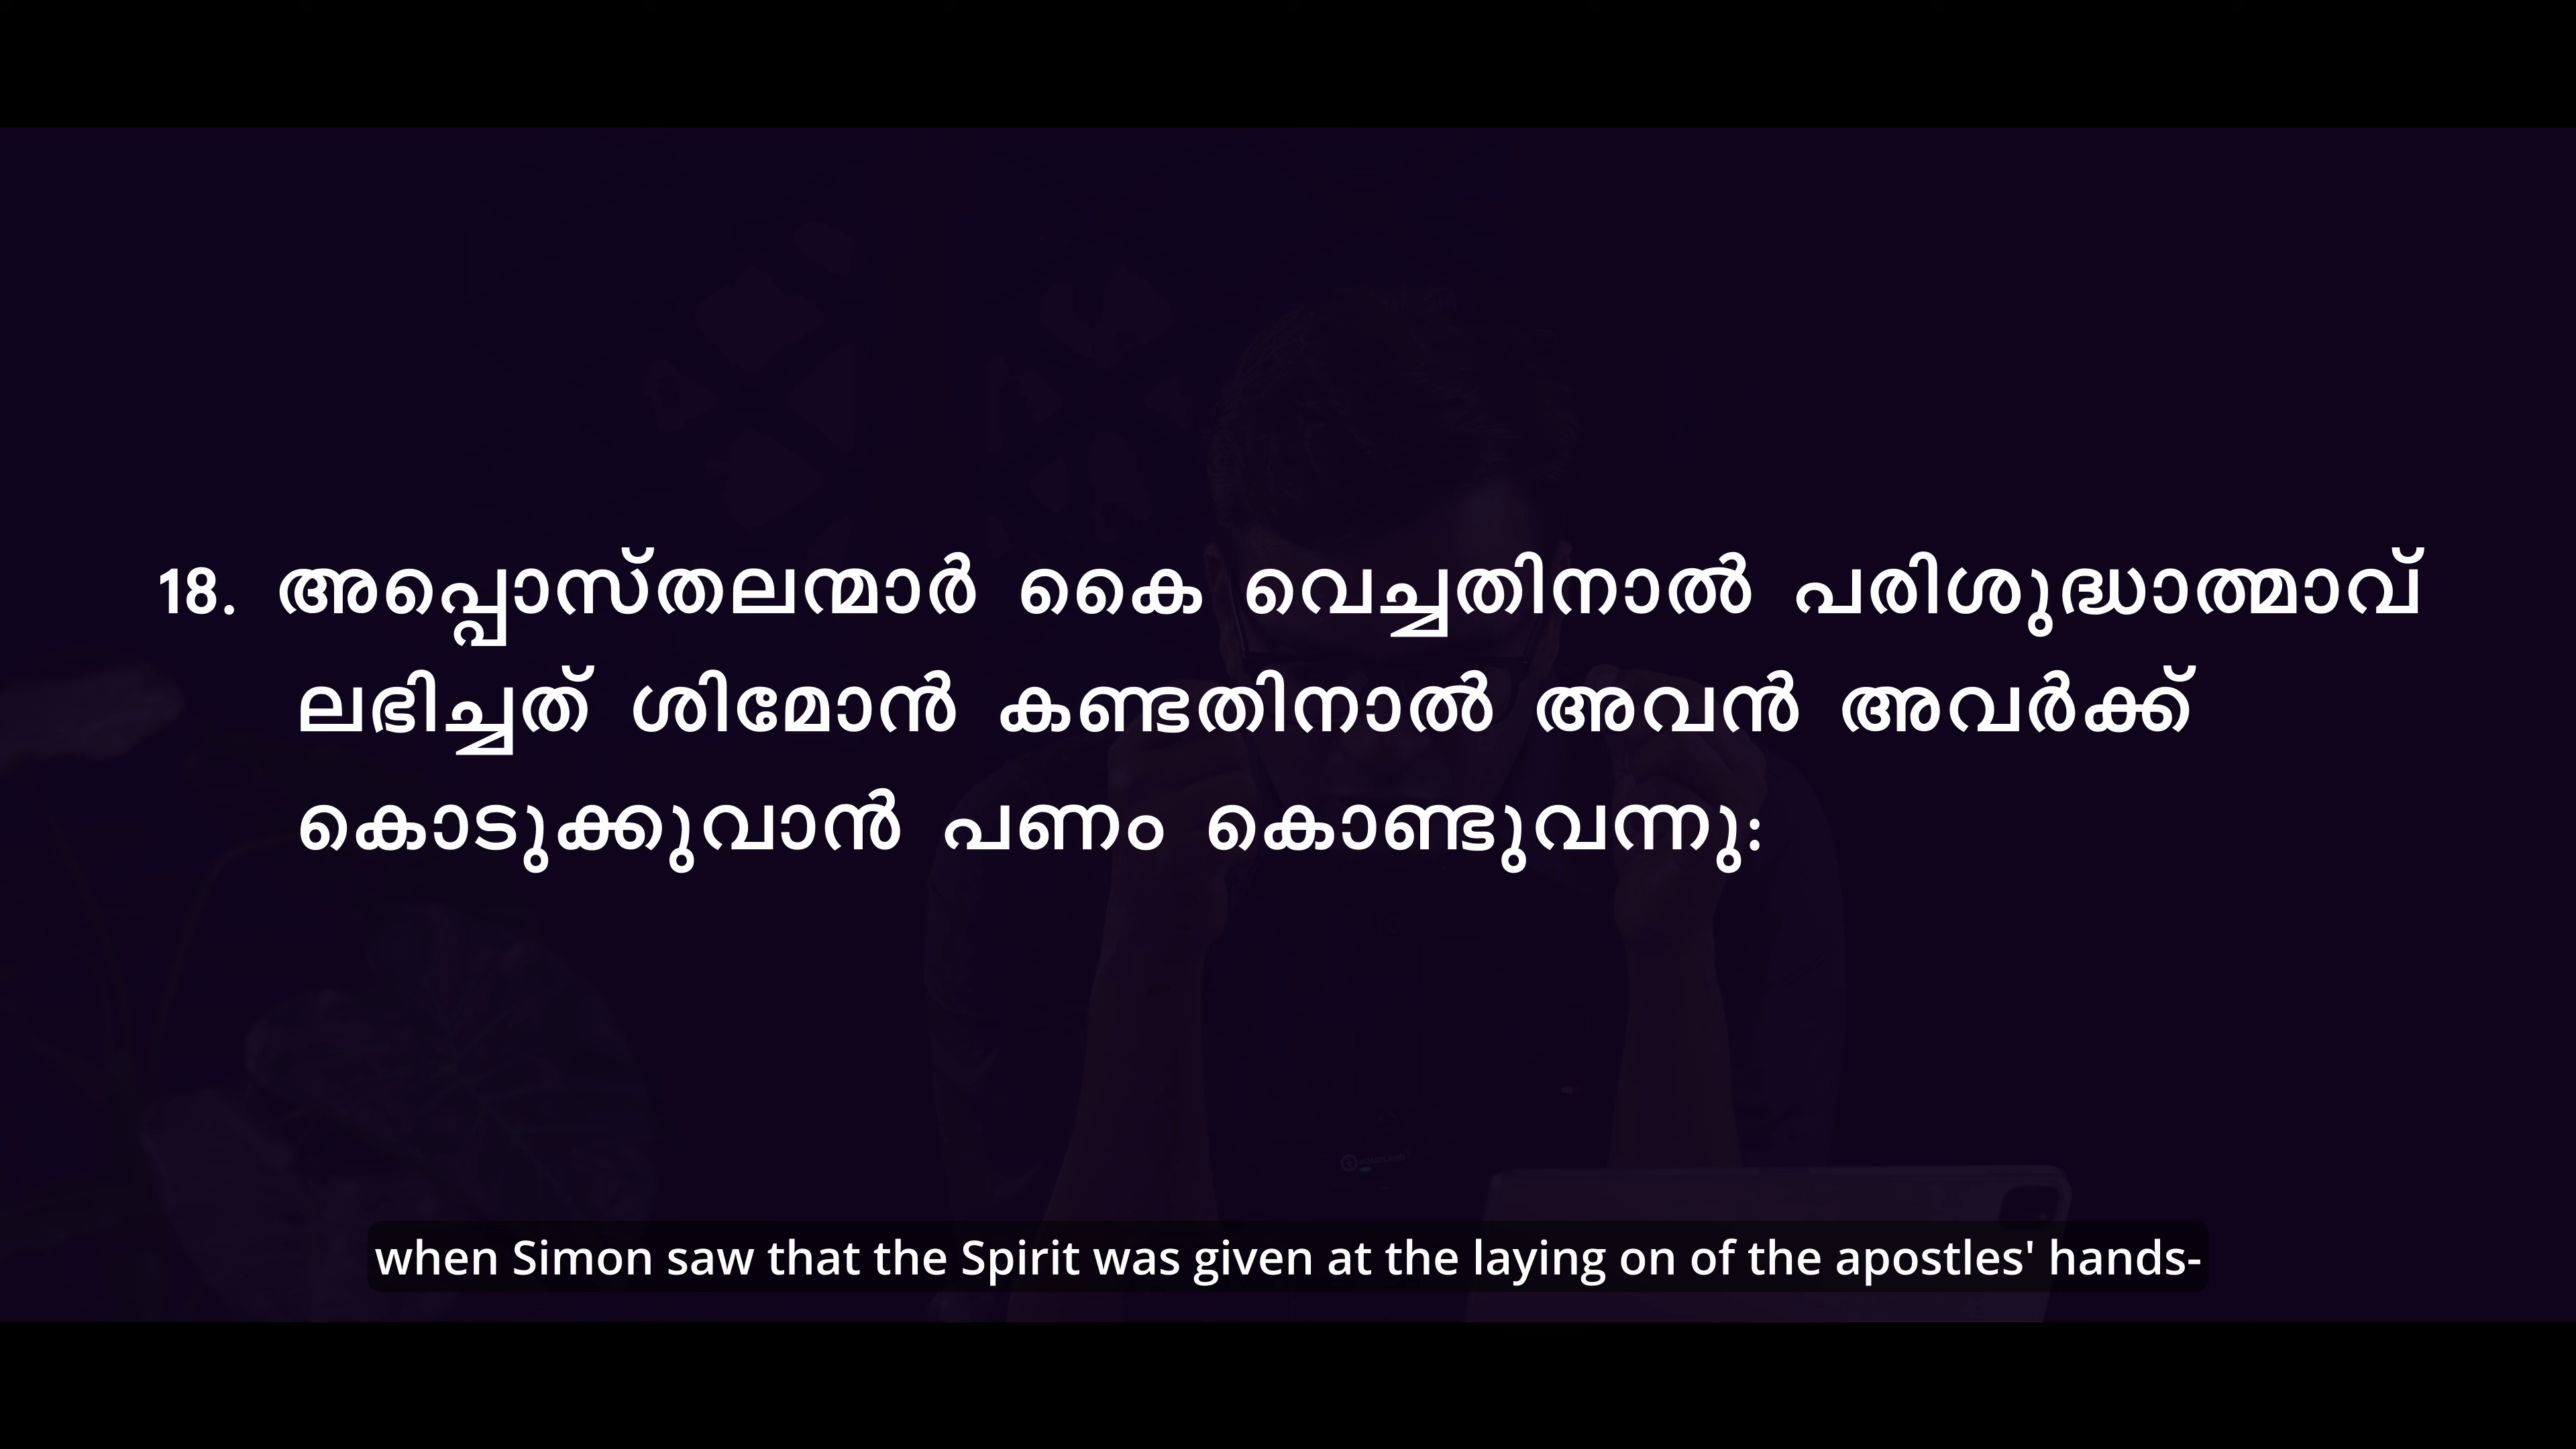 18. അപ്പൊസ്തലന്മാർ കൈ വെച്ചതിനാൽ പരിശുദ്ധാത്മാവ്
ലഭിച്ചത് ശിമോൻ കണ്ടതിനാൽ അവൻ അവർക്ക്
കൊടുക്കുവാൻ പണം കൊണ്ടുവന്നു:
when Simon saw that the Spirit was given at the laying on of the apostles' hands-